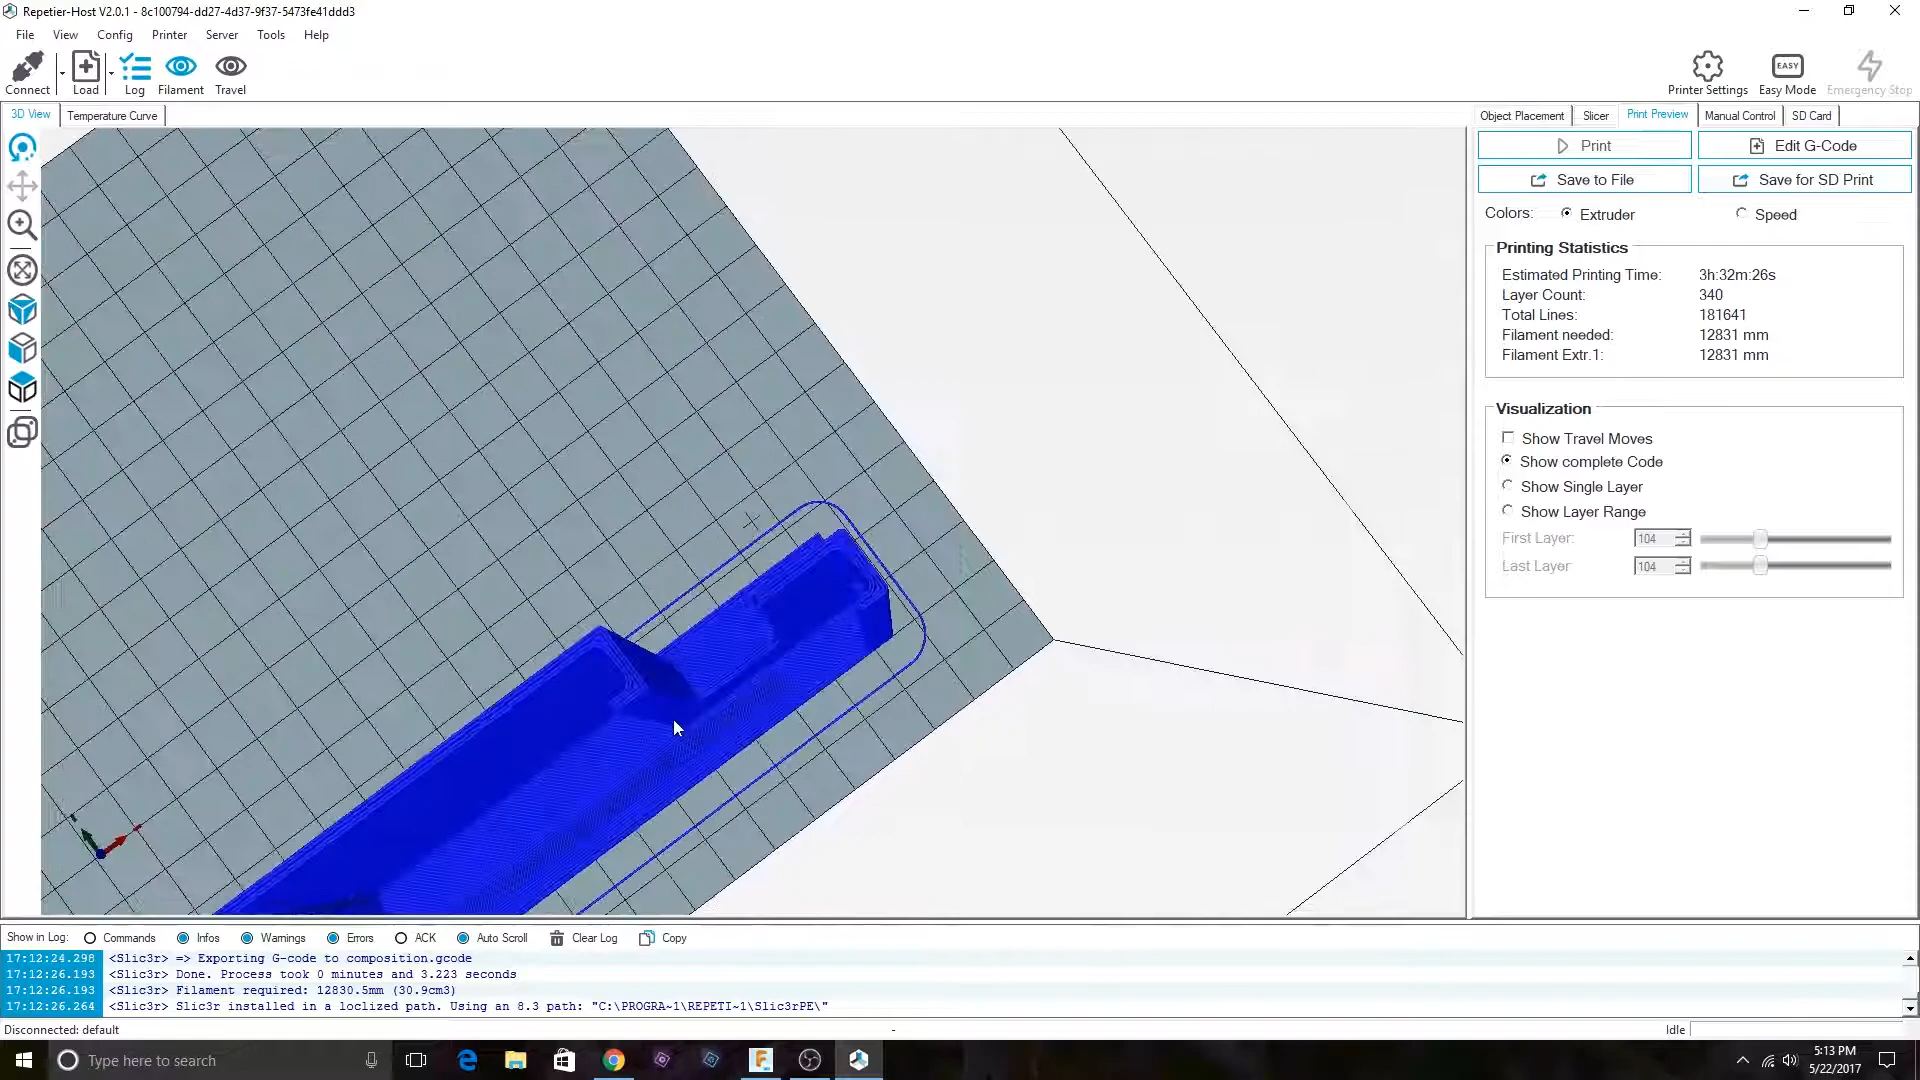 Repetier-Host V2.0.1 - 8c100794-dd27-4d37-9f37-5473fe41ddd3
File View Config Printer Server Tools Help
Connect Load Log Filament Travel
Printer Settings EASY Easy Mode Emergency Stop
3D View Temperature Curve
Object Placement Slicer Print Preview Manual Control SD Card
Print Edit G-Code
Save to File Save for SD Print
Colors: Extruder Speed
Printing Statistics
Estimated Printing Time: 3h:32m:26s
Layer Count: 340
Total Lines: 181641
Filament needed: 12831 mm
Filament Extr.1: 12831 mm
Visualization
Show Travel Moves
Show complete Code
Show Single Layer
Show Layer Range
First Layer: 104
Last Layer 104
Show in Log: Commands Infos Warnings Errors ACK Auto Scroll Clear Log Copy
17:12:24.298 <Slic3r> => Exporting G-code to composition.gcode
17:12:26.193 <Slic3r> Done. Process took 0 minutes and 3.223 seconds
17:12:26.193 <Slic3r> Filament required: 12830.5mm (30.9cm3)
17:12:26.264 <Slic3r> Slic3r installed in a loclized path. Using an 8.3 path: "C:\PROGRA~1\REPETI~1\Slic3rPE\"
Disconnected: default - Idle
Type here to search
5:13 PM
5/22/2017